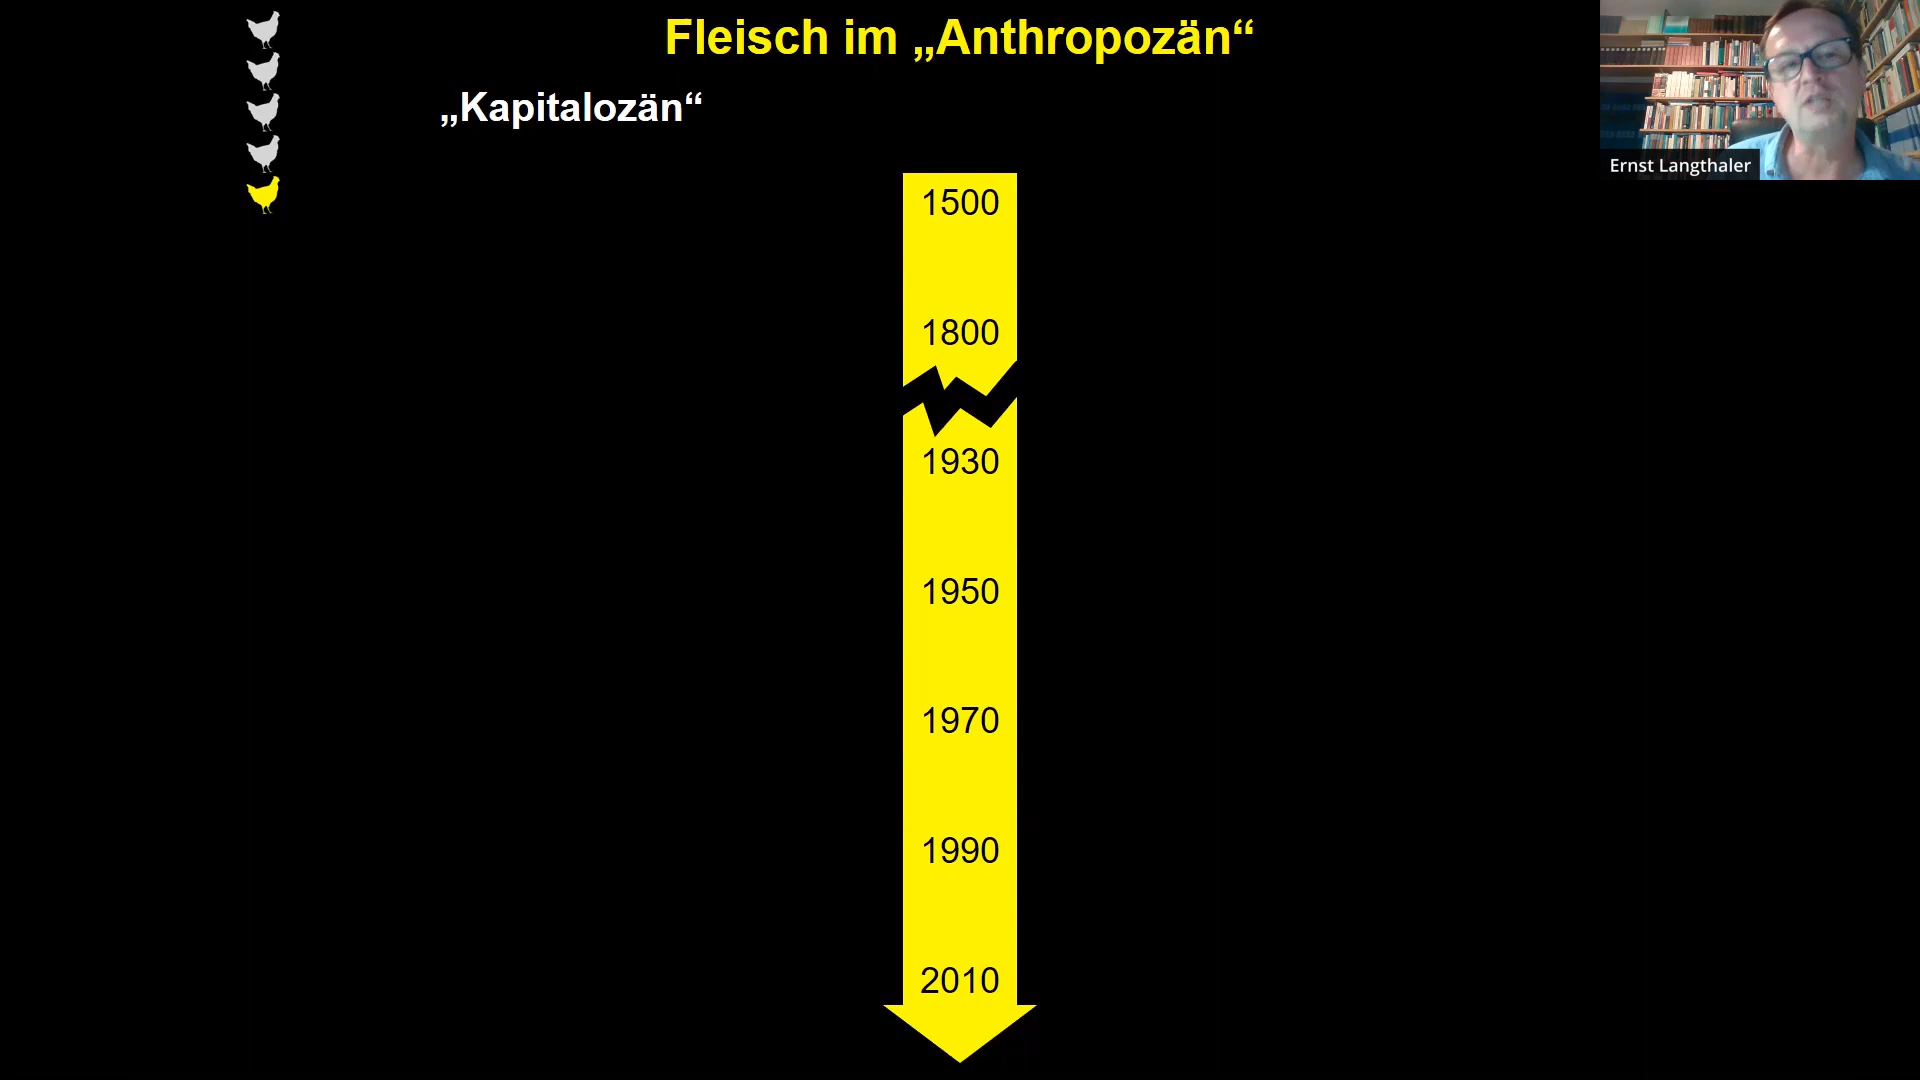 Fleisch im „Anthropozän“
„Kapitalozän“
Ernst Langthaler
1500
1800
1930
1950
1970
1990
2010